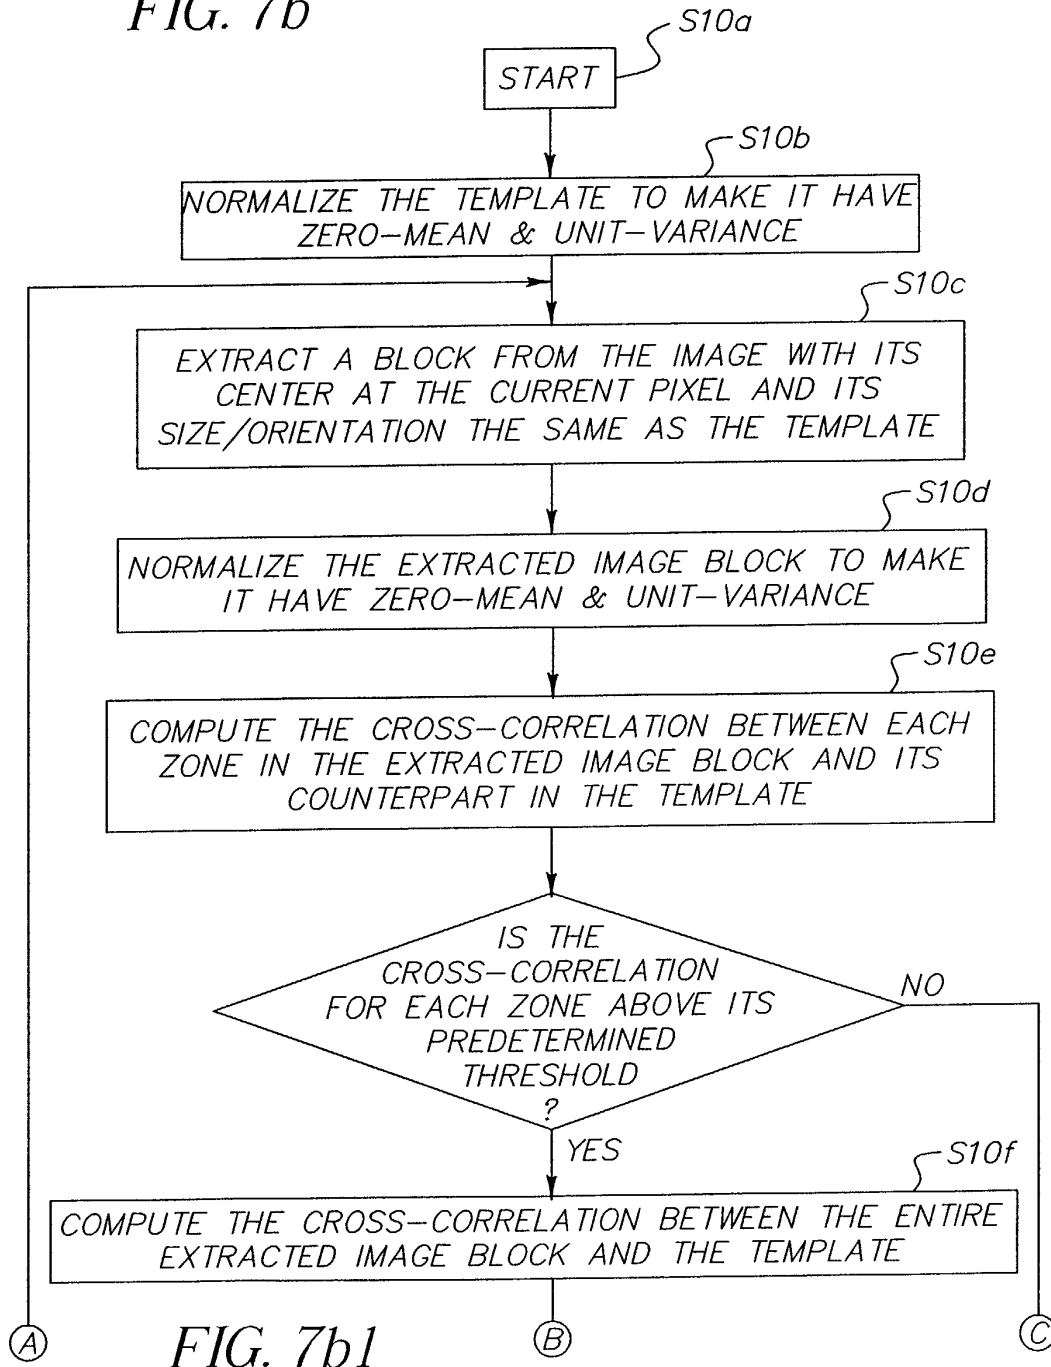 FIG. 7b
S10a
START
S10b
NORMALIZE THE TEMPLATE TO MAKE IT HAVE
ZERO-MEAN & UNIT-VARIANCE
S10c
EXTRACT A BLOCK FROM THE IMAGE WITH ITS
CENTER AT THE CURRENT PIXEL AND ITS
SIZE/ORIENTATION THE SAME AS THE TEMPLATE
S10d
NORMALIZE THE EXTRACTED IMAGE BLOCK TO MAKE
IT HAVE ZERO-MEAN & UNIT-VARIANCE
S10e
COMPUTE THE CROSS-CORRELATION BETWEEN EACH
ZONE IN THE EXTRACTED IMAGE BLOCK AND ITS
COUNTERPART IN THE TEMPLATE
IS THE
CROSS-CORRELATION
FOR EACH ZONE ABOVE ITS
PREDETERMINED
THRESHOLD
?
NO
YES
S10f
COMPUTE THE CROSS-CORRELATION BETWEEN THE ENTIRE
EXTRACTED IMAGE BLOCK AND THE TEMPLATE
A
B
C
FIG. 7b1